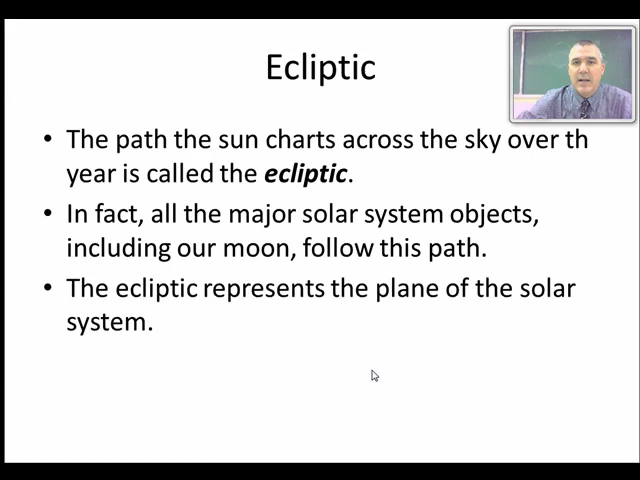 Ecliptic
• The path the sun charts across the sky over th
year is called the ecliptic.
• In fact, all the major solar system objects,
including our moon, follow this path.
• The ecliptic represents the plane of the solar
system.